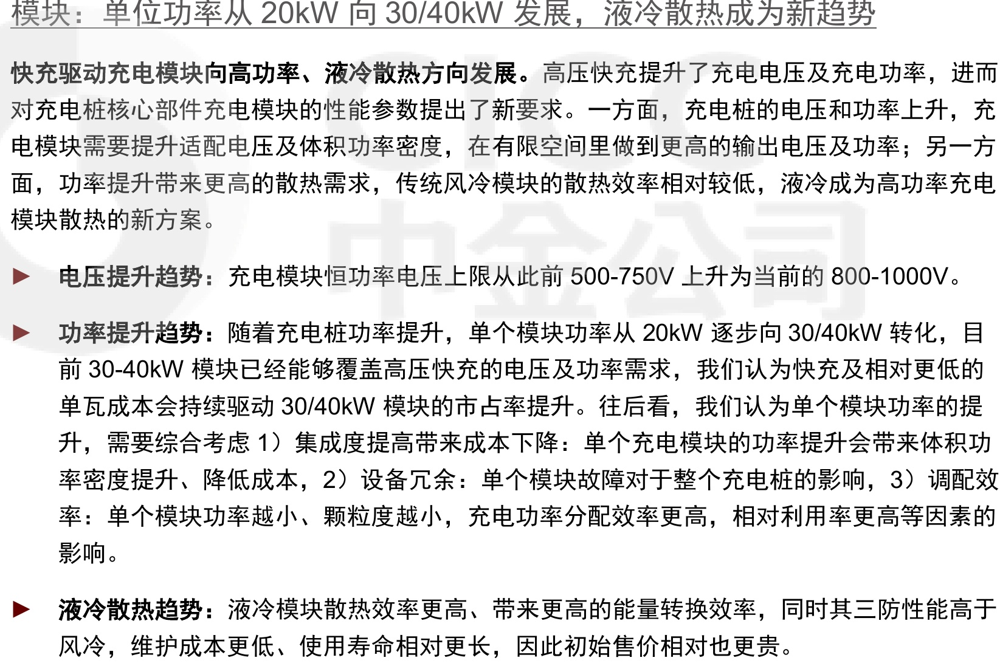 模块：单位功率从 20kW 向 30/40kW 发展，液冷散热成为新趋势
快充驱动充电模块向高功率、液冷散热方向发展。高压快充提升了充电电压及充电功率，进而
对充电桩核心部件充电模块的性能参数提出了新要求。一方面，充电桩的电压和功率上升，充
电模块需要提升适配电压及体积功率密度，在有限空间里做到更高的输出电压及功率；另一方
面，功率提升带来更高的散热需求，传统风冷模块的散热效率相对较低，液冷成为高功率充电
模块散热的新方案。
► 电压提升趋势：充电模块恒功率电压上限从此前 500-750V 上升为当前的 800-1000V。
► 功率提升趋势：随着充电桩功率提升，单个模块功率从 20kW 逐步向 30/40kW 转化，目
前 30-40kW 模块已经能够覆盖高压快充的电压及功率需求，我们认为快充及相对更低的
单瓦成本会持续驱动 30/40kW 模块的市占率提升。往后看，我们认为单个模块功率的提
升，需要综合考虑 1）集成度提高带来成本下降：单个充电模块的功率提升会带来体积功
率密度提升、降低成本，2）设备冗余：单个模块故障对于整个充电桩的影响，3）调配效
率：单个模块功率越小、颗粒度越小，充电功率分配效率更高，相对利用率更高等因素的
影响。
► 液冷散热趋势：液冷模块散热效率更高、带来更高的能量转换效率，同时其三防性能高于
风冷，维护成本更低、使用寿命相对更长，因此初始售价相对也更贵。
CICC
中金公司